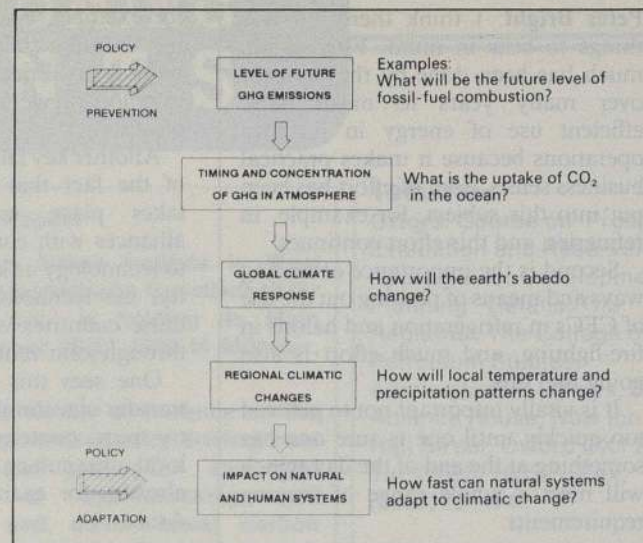 POLICY
PREVENTION
LEVEL OF FUTURE
GHG EMISSIONS
Examples:
What will be the future level of
fossil-fuel combustion?
TIMING AND CONCENTRATION
OF GHG IN ATMOSPHERE
What is the uptake of CO₂
in the ocean?
GLOBAL CLIMATE
RESPONSE
How will the earth's abedo
change?
REGIONAL CLIMATIC
CHANGES
How will local temperature and
precipitation patterns change?
POLICY
ADAPTATION
IMPACT ON NATURAL
AND HUMAN SYSTEMS
How fast can natural systems
adapt to climatic change?